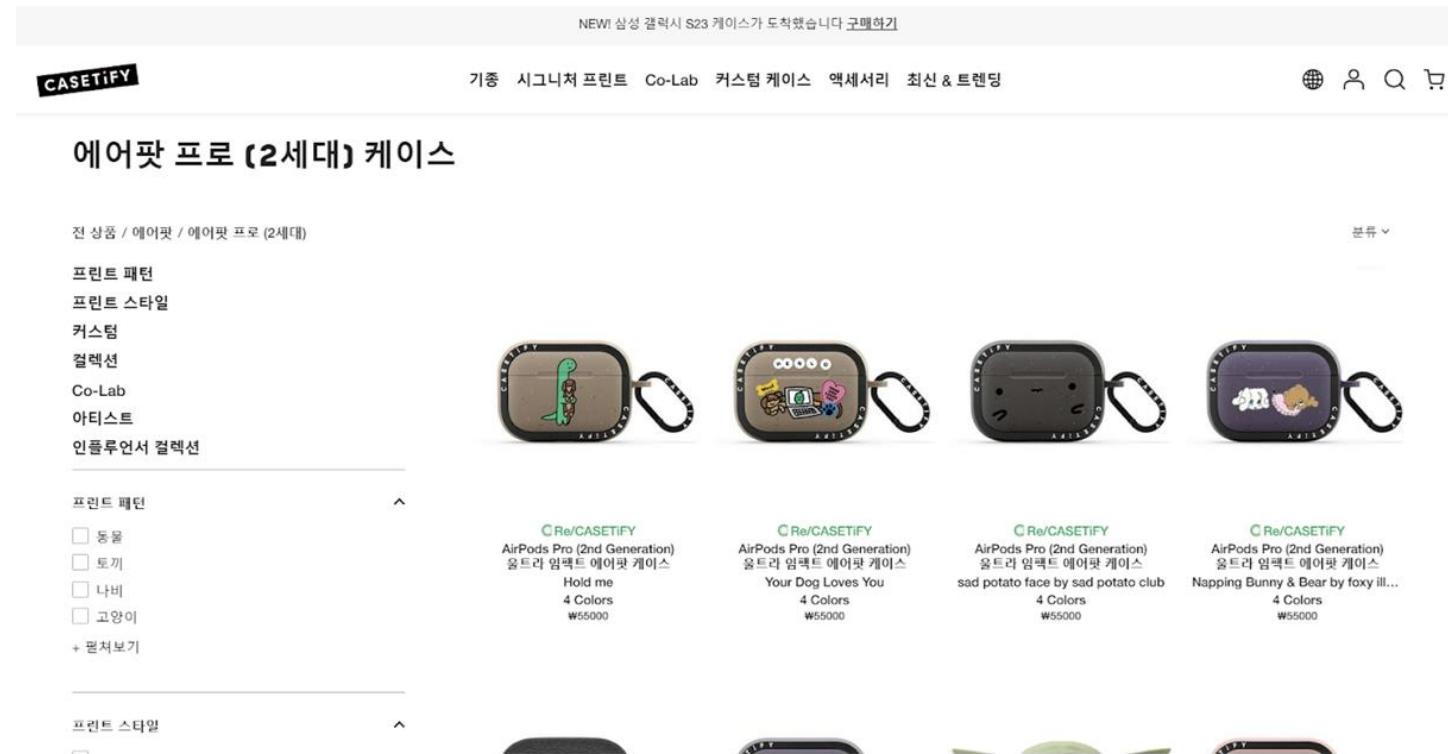 NEW! 삼성 갤럭시 S23 케이스가 도착했습니다 구매하기
CASETiFY
기종 시그니처 프린트 Co-Lab 커스텀 케이스 액세서리 최신 & 트렌딩
에어팟 프로 (2세대) 케이스
전 상품 / 에어팟 / 에어팟 프로 (2세대)
분류
프린트 패턴
프린트 스타일
커스텀
컬렉션
Co-Lab
아티스트
인플루언서 컬렉션
프린트 패턴
동물
토끼
나비
고양이
+ 펼쳐보기
프린트 스타일
CASETiFY
CASETiFY
CASETiFY
CASETiFY
Re/CASETiFY
AirPods Pro (2nd Generation)
울트라 임팩트 에어팟 케이스
Hold me
4 Colors
₩55000
Re/CASETiFY
AirPods Pro (2nd Generation)
울트라 임팩트 에어팟 케이스
Your Dog Loves You
4 Colors
₩55000
Re/CASETiFY
AirPods Pro (2nd Generation)
울트라 임팩트 에어팟 케이스
sad potato face by sad potato club
4 Colors
₩55000
Re/CASETiFY
AirPods Pro (2nd Generation)
울트라 임팩트 에어팟 케이스
Napping Bunny & Bear by foxy ill...
4 Colors
₩55000